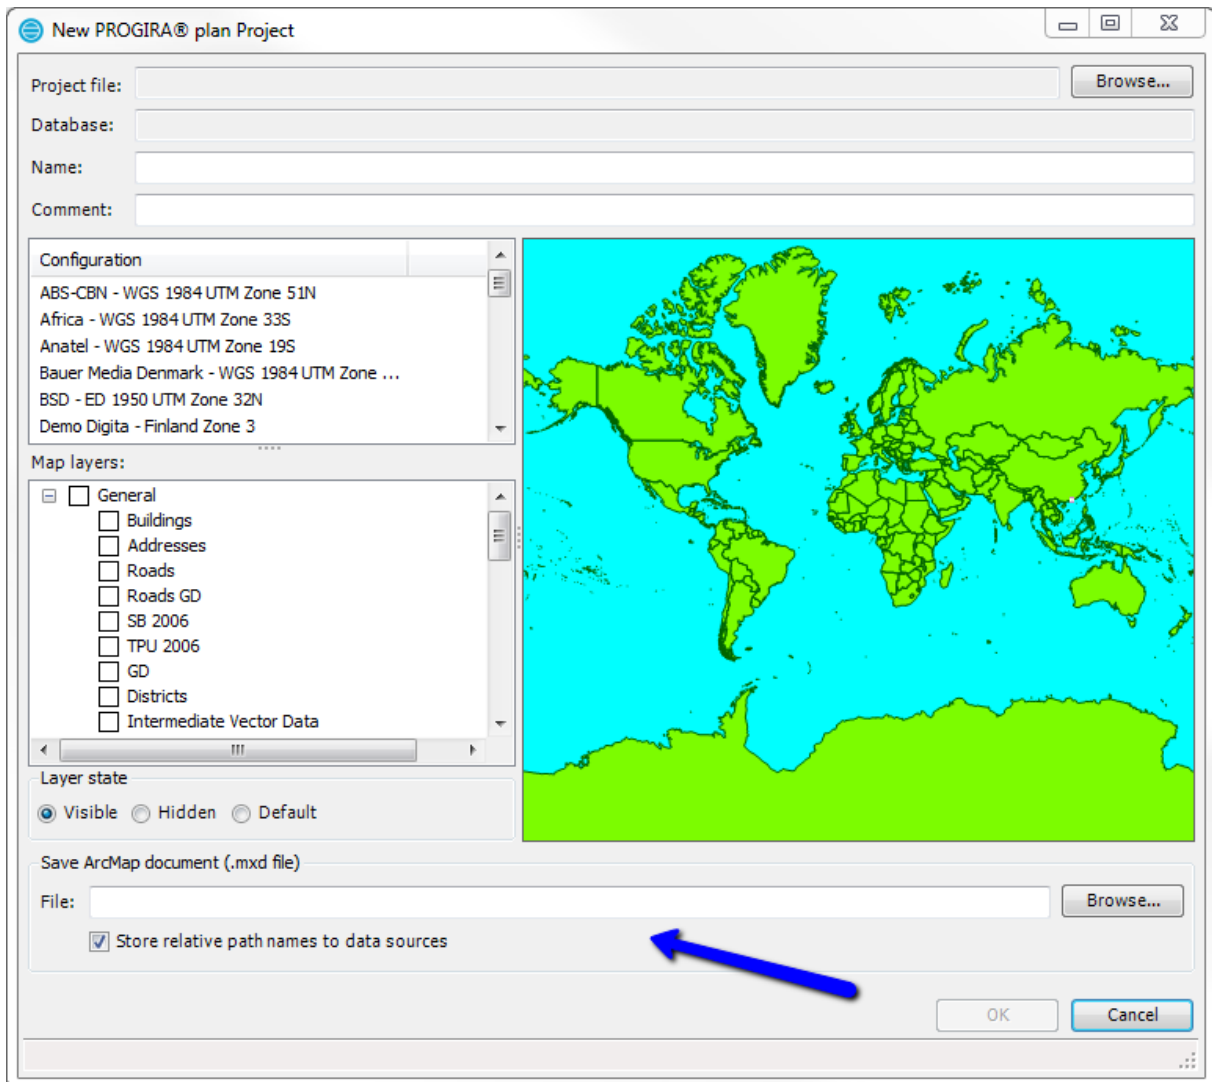 New PROGIRA® plan Project
Project file:
Browse...
Database:
Name:
Comment:
Configuration
ABS-CBN - WGS 1984 UTM Zone 51N
Africa - WGS 1984 UTM Zone 33S
Anatel - WGS 1984 UTM Zone 19S
Bauer Media Denmark - WGS 1984 UTM Zone ...
BSD - ED 1950 UTM Zone 32N
Demo Digita - Finland Zone 3
Map layers:
General
Buildings
Addresses
Roads
Roads GD
SB 2006
TPU 2006
GD
Districts
Intermediate Vector Data
Layer state
Visible Hidden Default
Save ArcMap document (.mxd file)
File:
Browse...
Store relative path names to data sources
OK Cancel